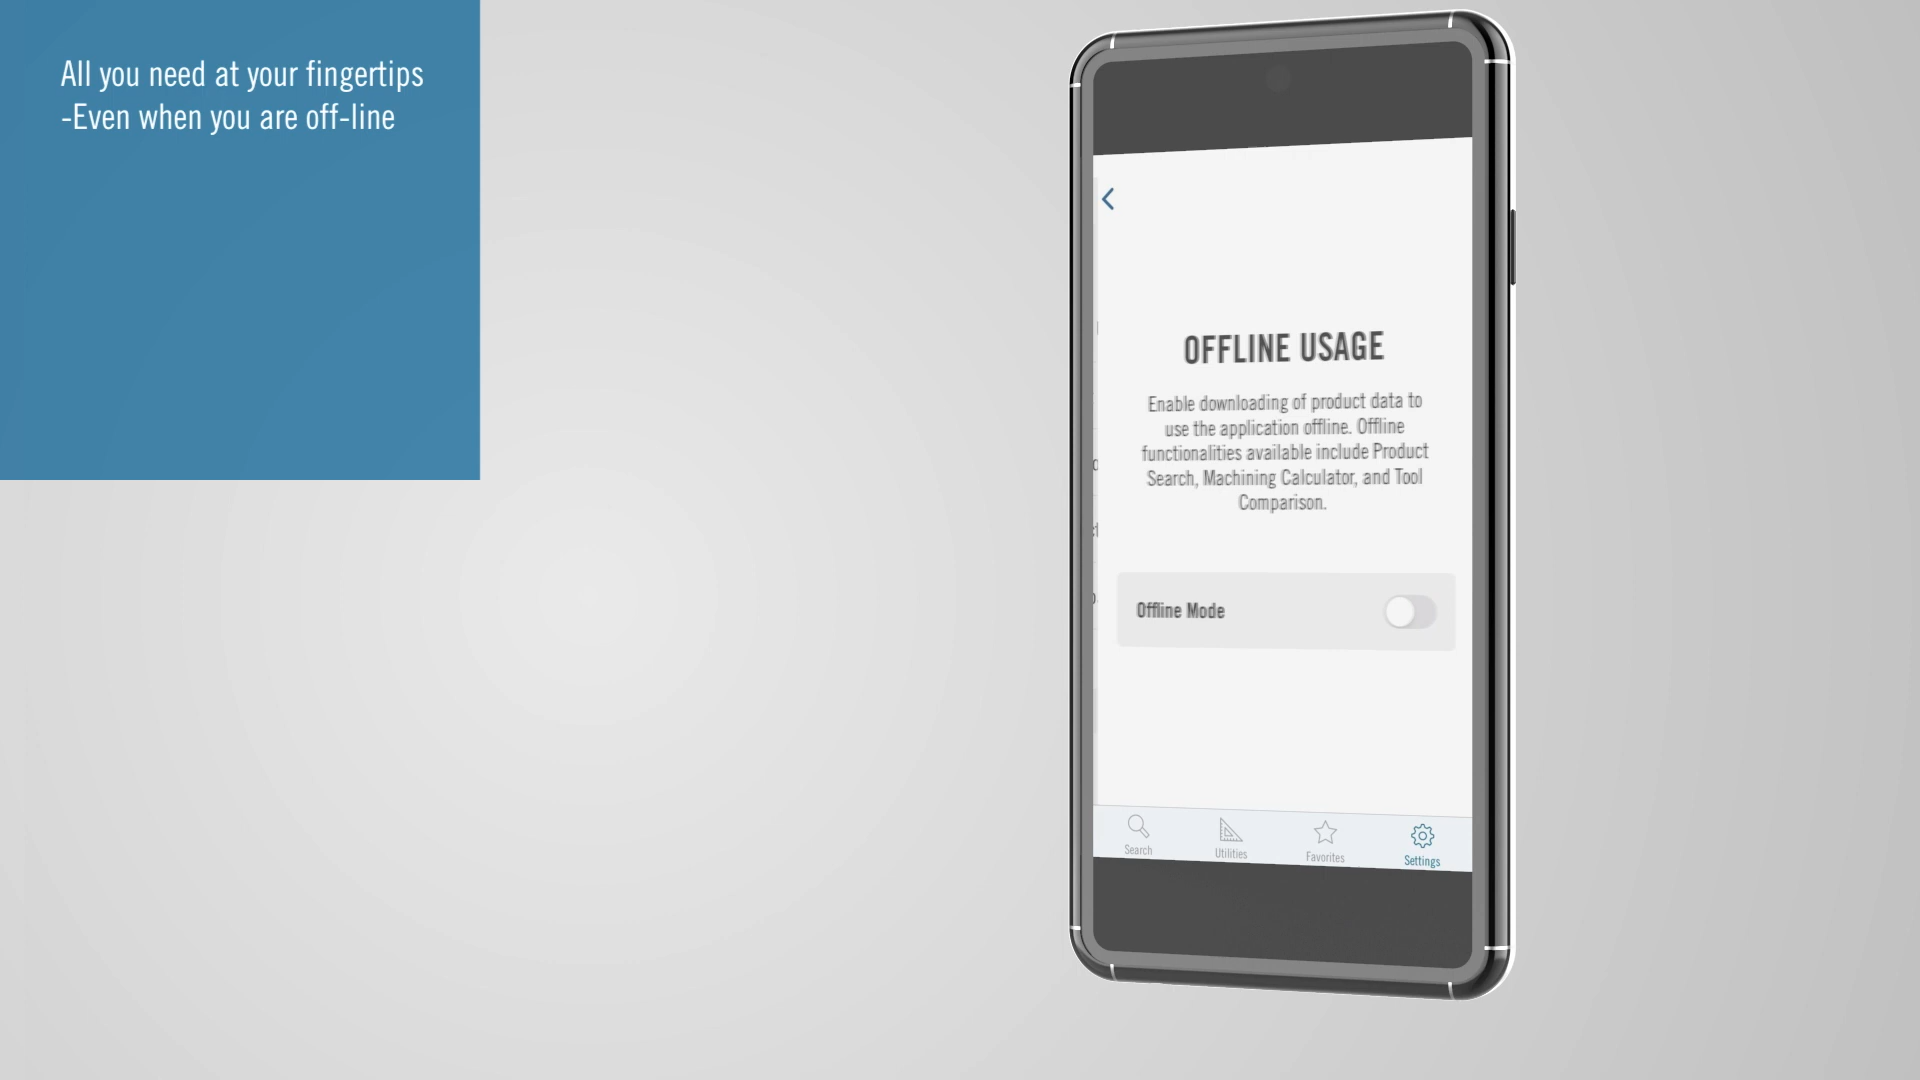 All you need at your fingertips
-Even when you are off-line
OFFLINE USAGE
Enable downloading of product data to
use the application offline. Offline
functionalities available include Product
Search, Machining Calculator, and Tool
Comparison.
Offline Mode
Search
Utilities
Favorites
Settings